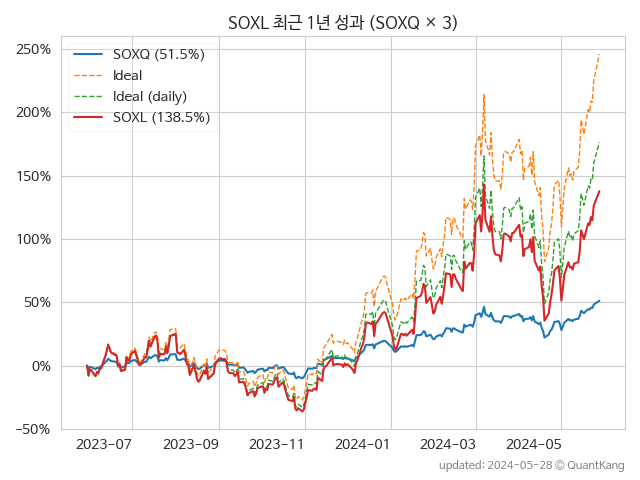 SOXL 최근 1년 성과 (SOXQ × 3)
250%
200%
150%
100%
50%
0%
−50%
SOXQ (51.5%)
Ideal
Ideal (daily)
SOXL (138.5%)
2023−07
2023−09
2023−11
2024−01
2024−03
2024−05
updated: 2024−05−28 © QuantKang